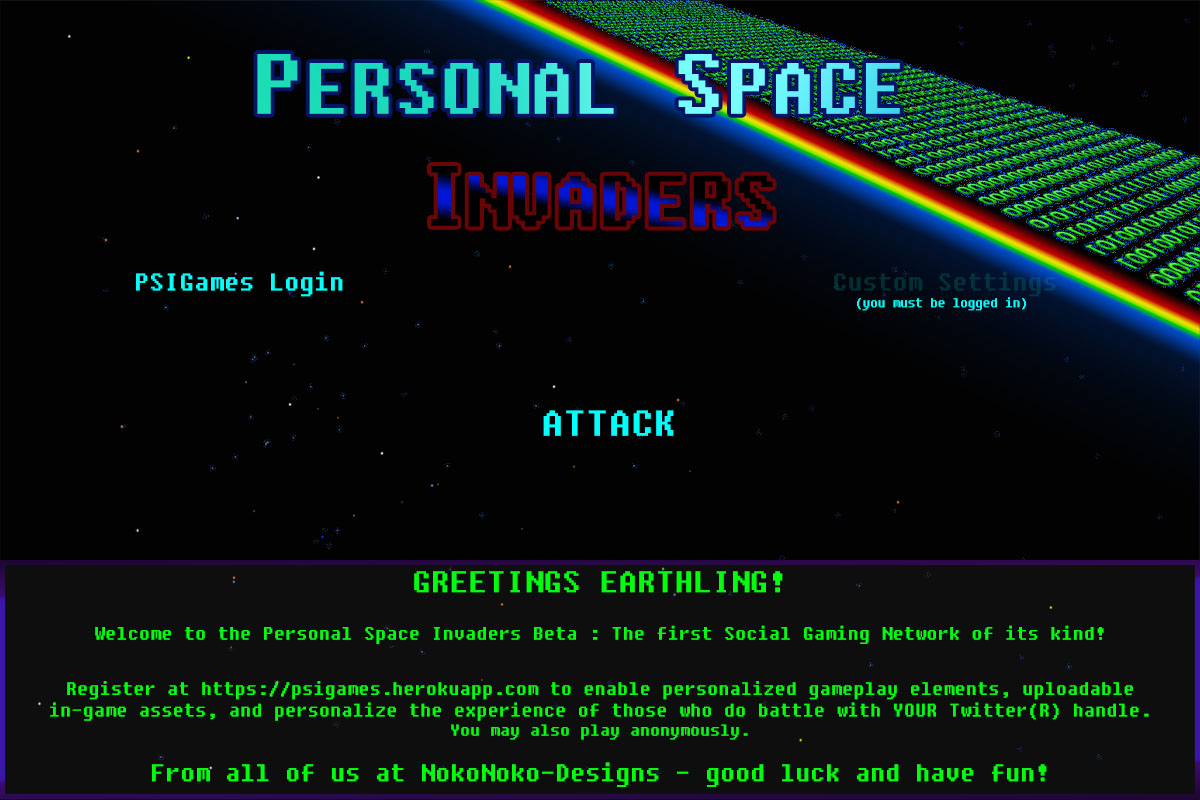 PERSONAL SPACE
INVADERS
PSIGames Login
Custom Settings
(you must be logged in)
ATTACK
GREETINGS EARTHLING!
Welcome to the Personal Space Invaders Beta : The first Social Gaming Network of its kind!
Register at https://psigames.herokuapp.com to enable personalized gameplay elements, uploadable
in-game assets, and personalize the experience of those who do battle with YOUR Twitter(R) handle.
You may also play anonymously.
From all of us at NokoNoko-Designs - good luck and have fun!